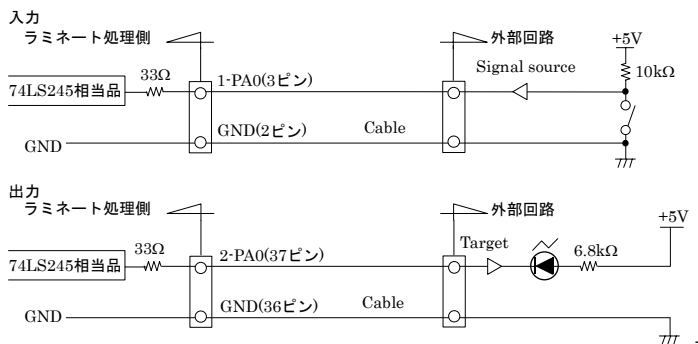 入力
ラミネート処理側
外部回路
+5V
33Ω
1-PA0(3ピン)
Signal source
10kΩ
74LS245相当品
GND(2ピン)
Cable
GND
出力
ラミネート処理側
外部回路
+5V
33Ω
2-PA0(37ピン)
Target
6.8kΩ
74LS245相当品
GND(36ピン)
Cable
GND